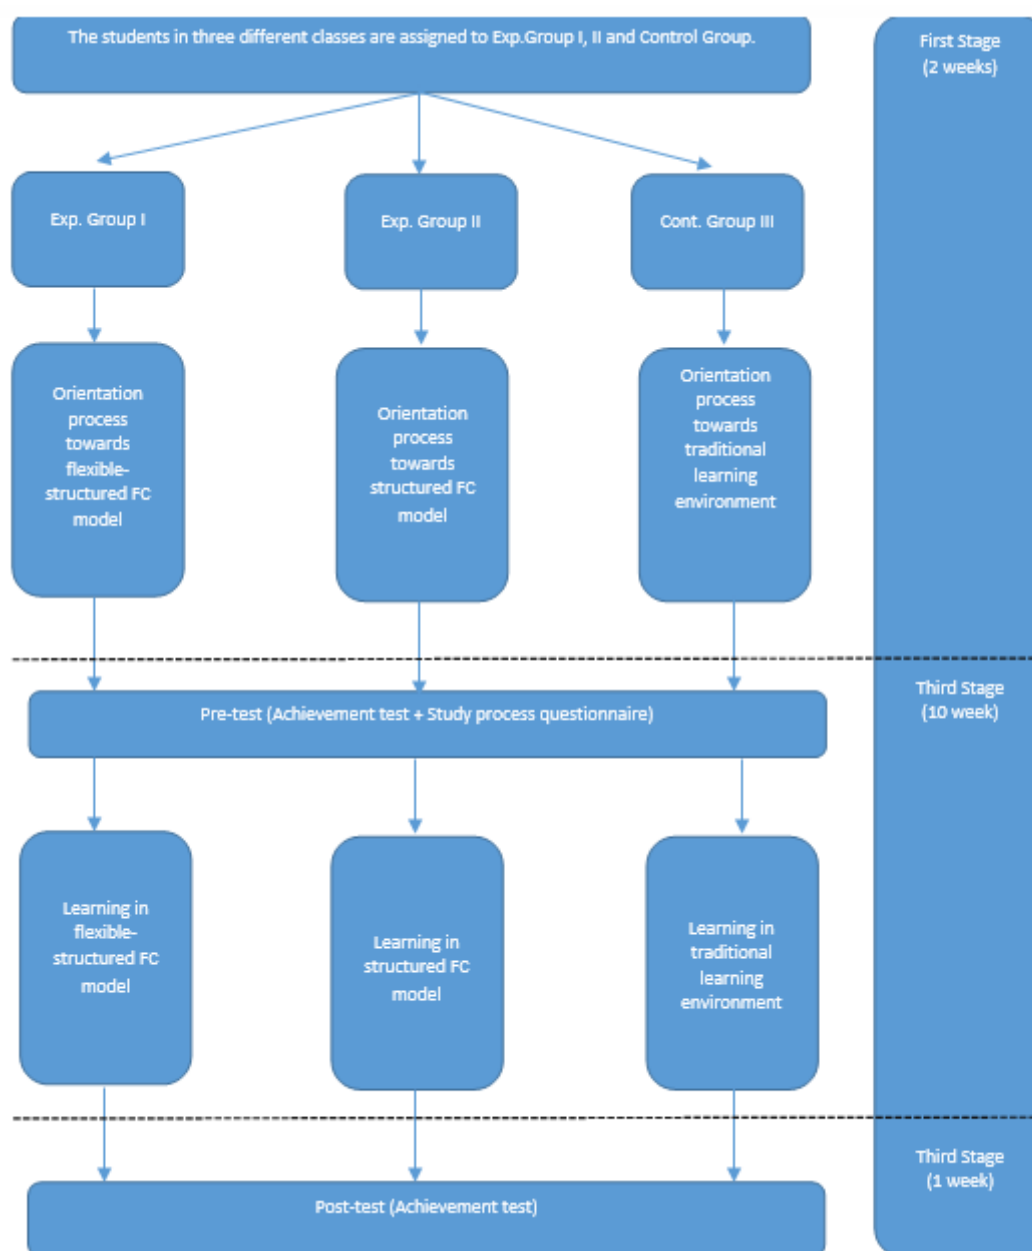 The students in three different classes are assigned to Exp.Group I, II and Control Group.
First Stage
(2 weeks)
Exp. Group I
Exp. Group II
Cont. Group III
Orientation
process
towards
flexible-
structured FC
model
Orientation
process
towards
structured FC
model
Orientation
process
towards
traditional
learning
environment
Third Stage
(10 week)
Pre-test (Achievement test + Study process questionnaire)
Learning in
flexible-
structured FC
model
Learning in
structured FC
model
Learning in
traditional
learning
environment
Third Stage
(1 week)
Post-test (Achievement test)